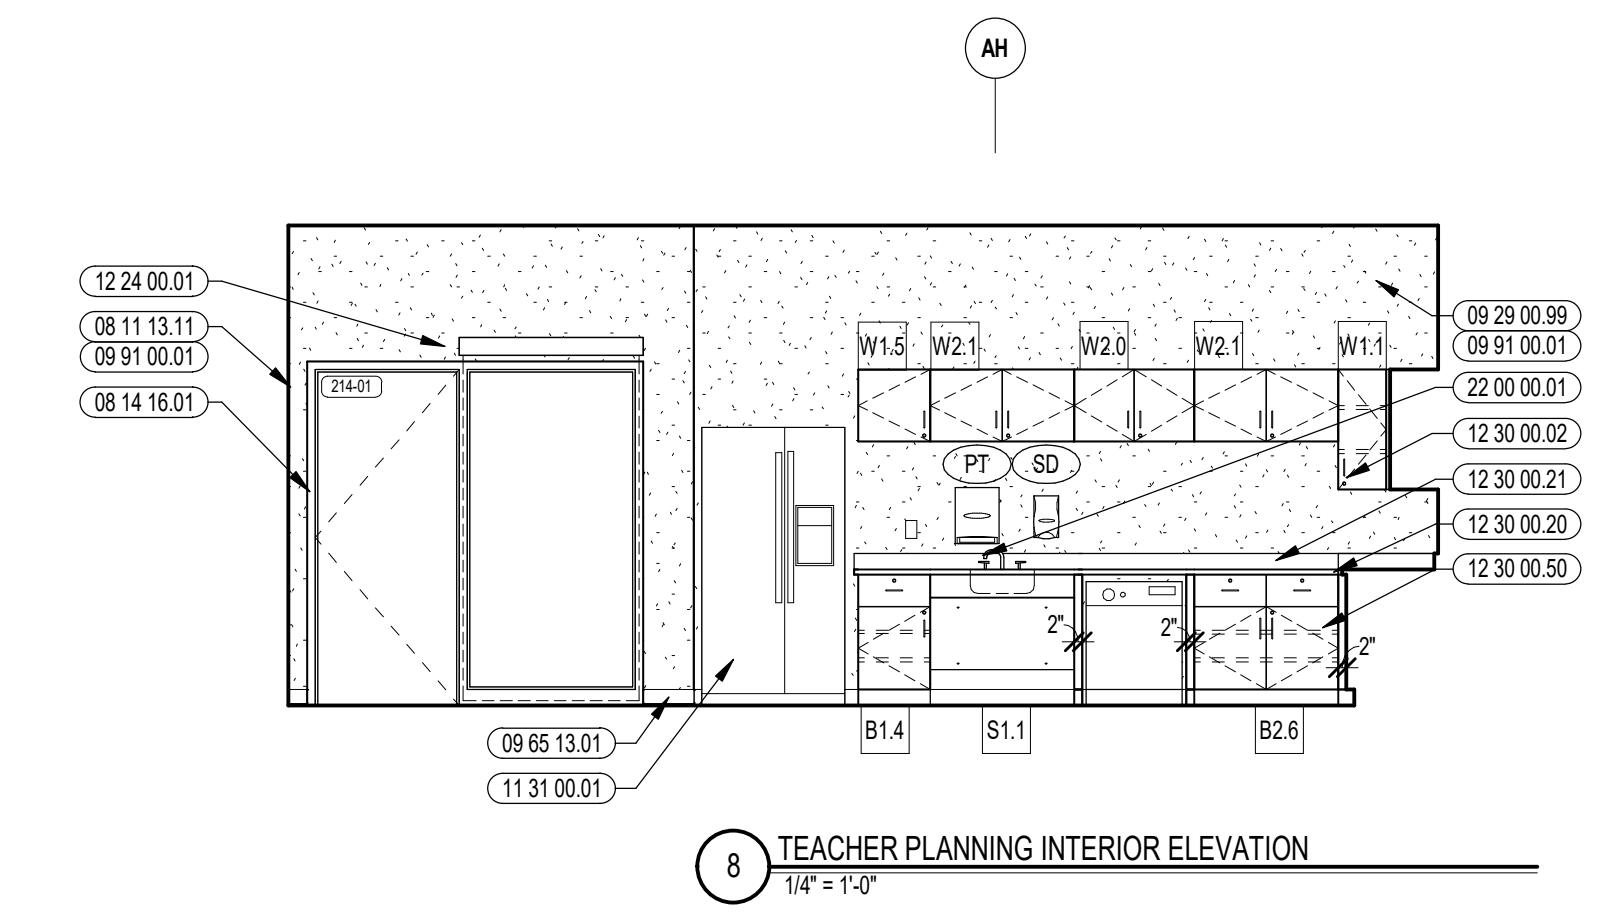 AH
12 24 00.01
08 11 13.11
09 91 00.01
08 14 16.01
214-01
W1.5
W2.1
W2.0
W2.1
W1.1
09 29 00.99
09 91 00.01
22 00 00.01
12 30 00.02
12 30 00.21
12 30 00.20
12 30 00.50
PT
SD
2"
2"
2"
B1.4
S1.1
B2.6
09 65 13.01
11 31 00.01
8
TEACHER PLANNING INTERIOR ELEVATION
1/4" = 1'-0"